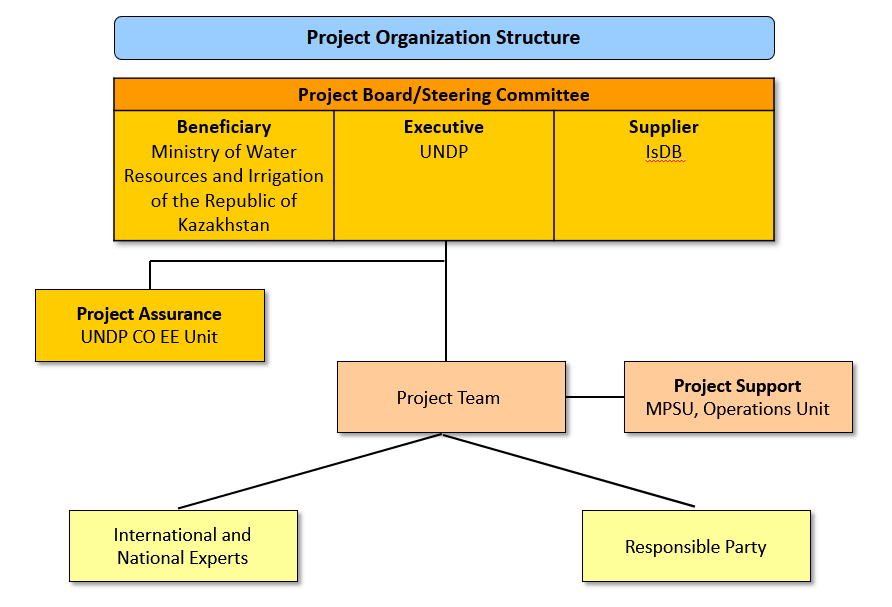 Project Organization Structure
Project Board/Steering Committee
Beneficiary
Ministry of Water
Resources and Irrigation
of the Republic of
Kazakhstan
Executive
UNDP
Supplier
IsDB
Project Assurance
UNDP CO EE Unit
Project Team
Project Support
MPSU, Operations Unit
International and
National Experts
Responsible Party